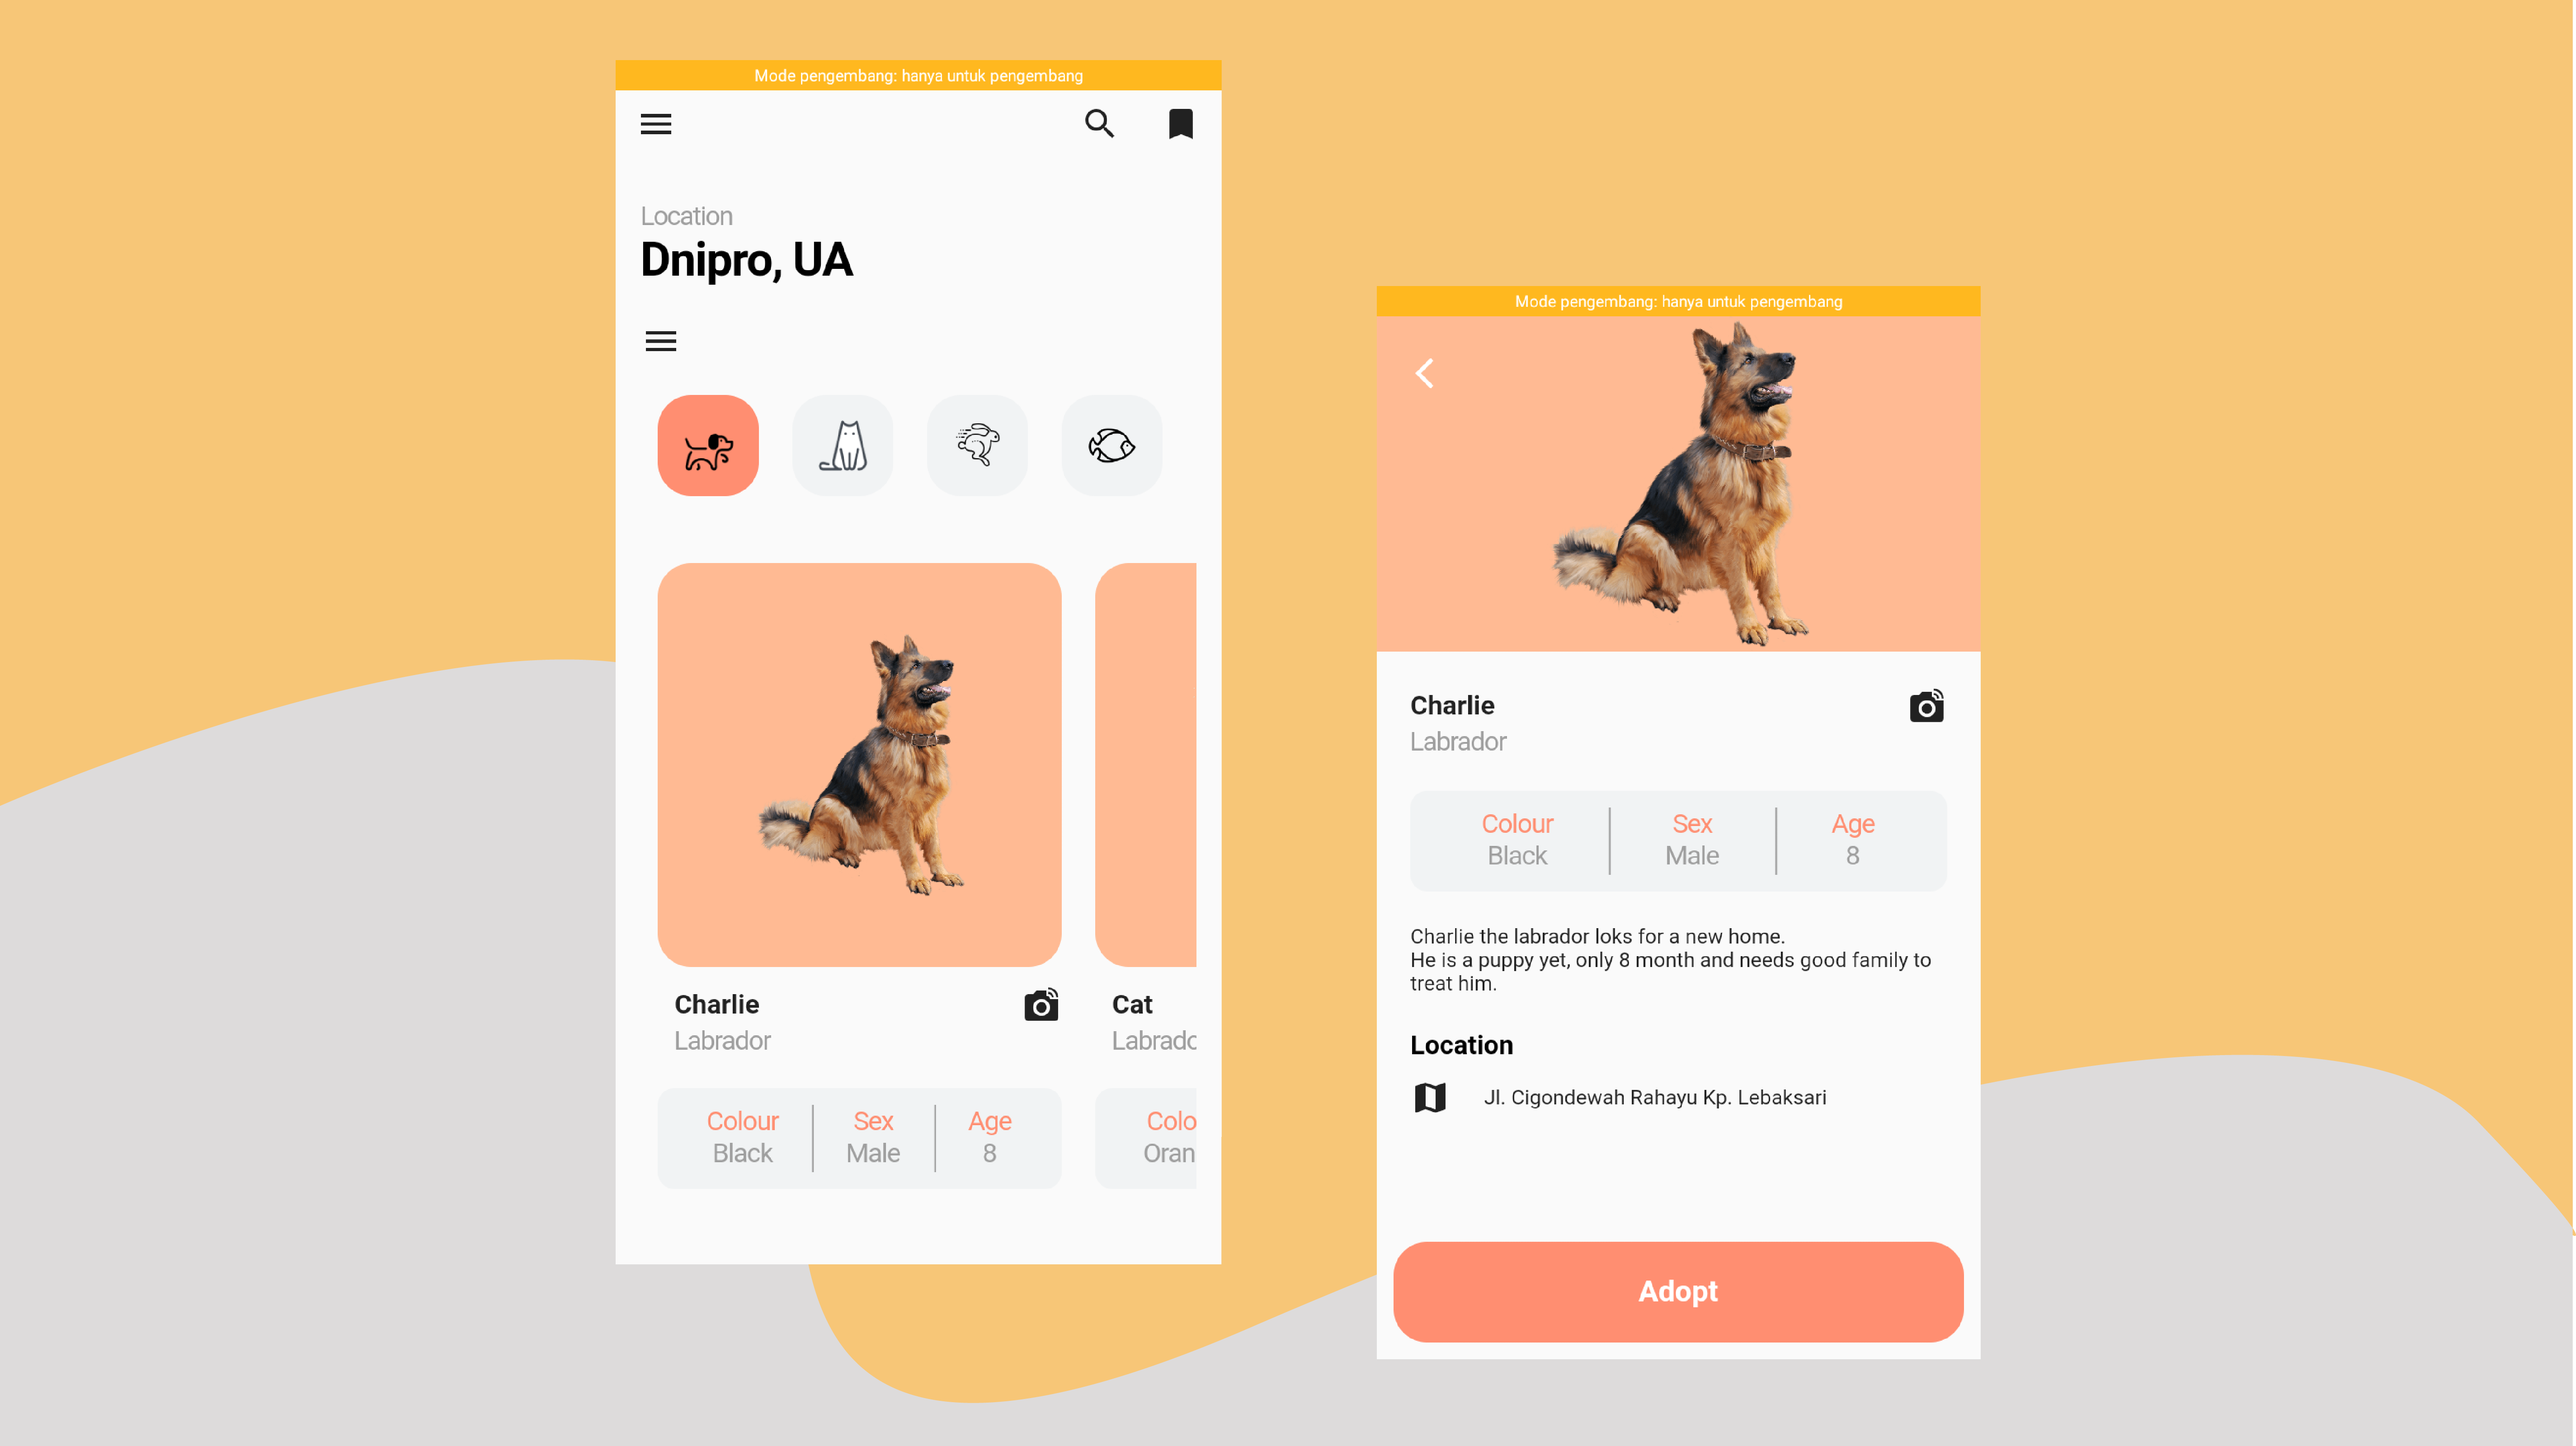 Mode pengembang: hanya untuk pengembang
Location
Dnipro, UA
Charlie
Labrador
Colour Sex Age
Black Male 8
Cat
Labradc
Colo
Oran
Mode pengembang: hanya untuk pengembang
Charlie
Labrador
Colour Sex Age
Black Male 8
Charlie the labrador loks for a new home.
He is a puppy yet, only 8 month and needs good family to
treat him.
Location
Jl. Cigondewah Rahayu Kp. Lebaksari
Adopt